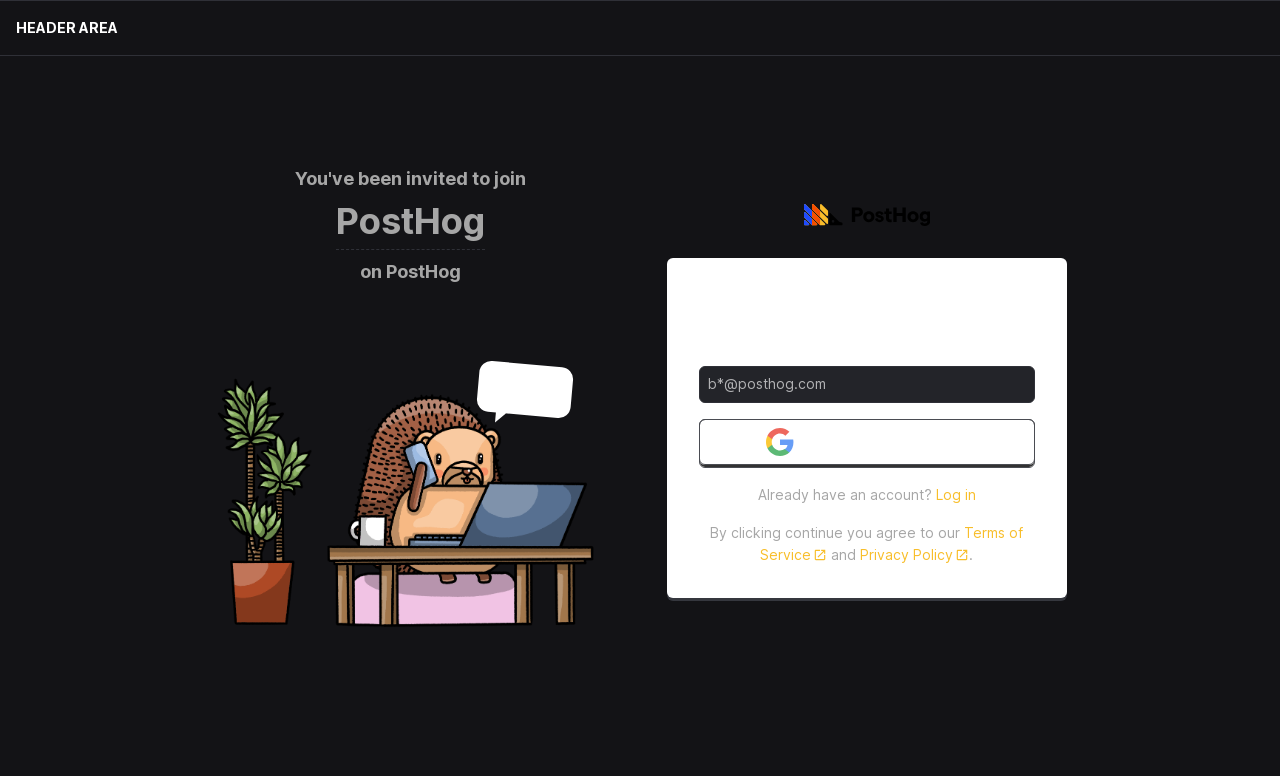 HEADER AREA
You've been invited to join
PostHog
on PostHog
PostHog
b*@posthog.com
Already have an account? Log in
By clicking continue you agree to our Terms of
Service and Privacy Policy.